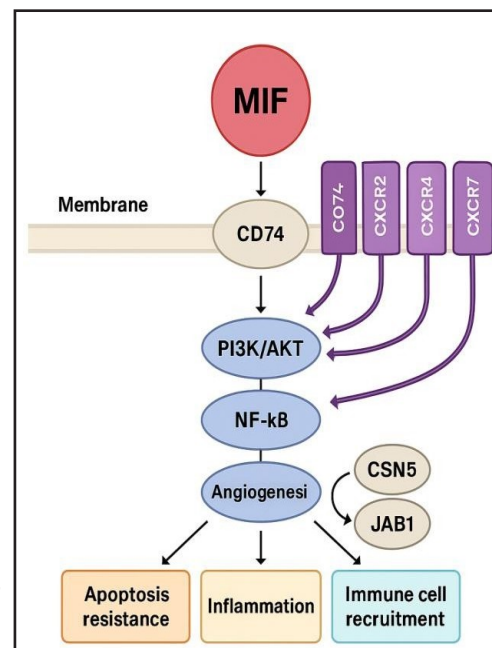 MIF
Membrane
CD74
CO74
CXCR2
CXCR4
CXCR7
PI3K/AKT
NF-kB
Angiogenesi
CSN5
JAB1
Apoptosis
resistance
Inflammation
Immune cell
recruitment